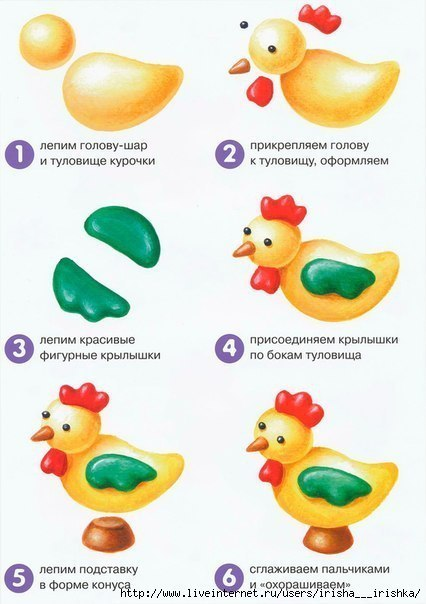 1 лепим голову-шар
и туловище курочки
2 прикрепляем голову
к туловищу, оформляем
3 лепим красивые
фигурные крылышки
4 присоединяем крылышки
по бокам туловища
5 лепим подставку
в форме конуса
6 сглаживаем пальчиками
и «охорашиваем»
http://www.liveinternet.ru/users/irisha___irishka/